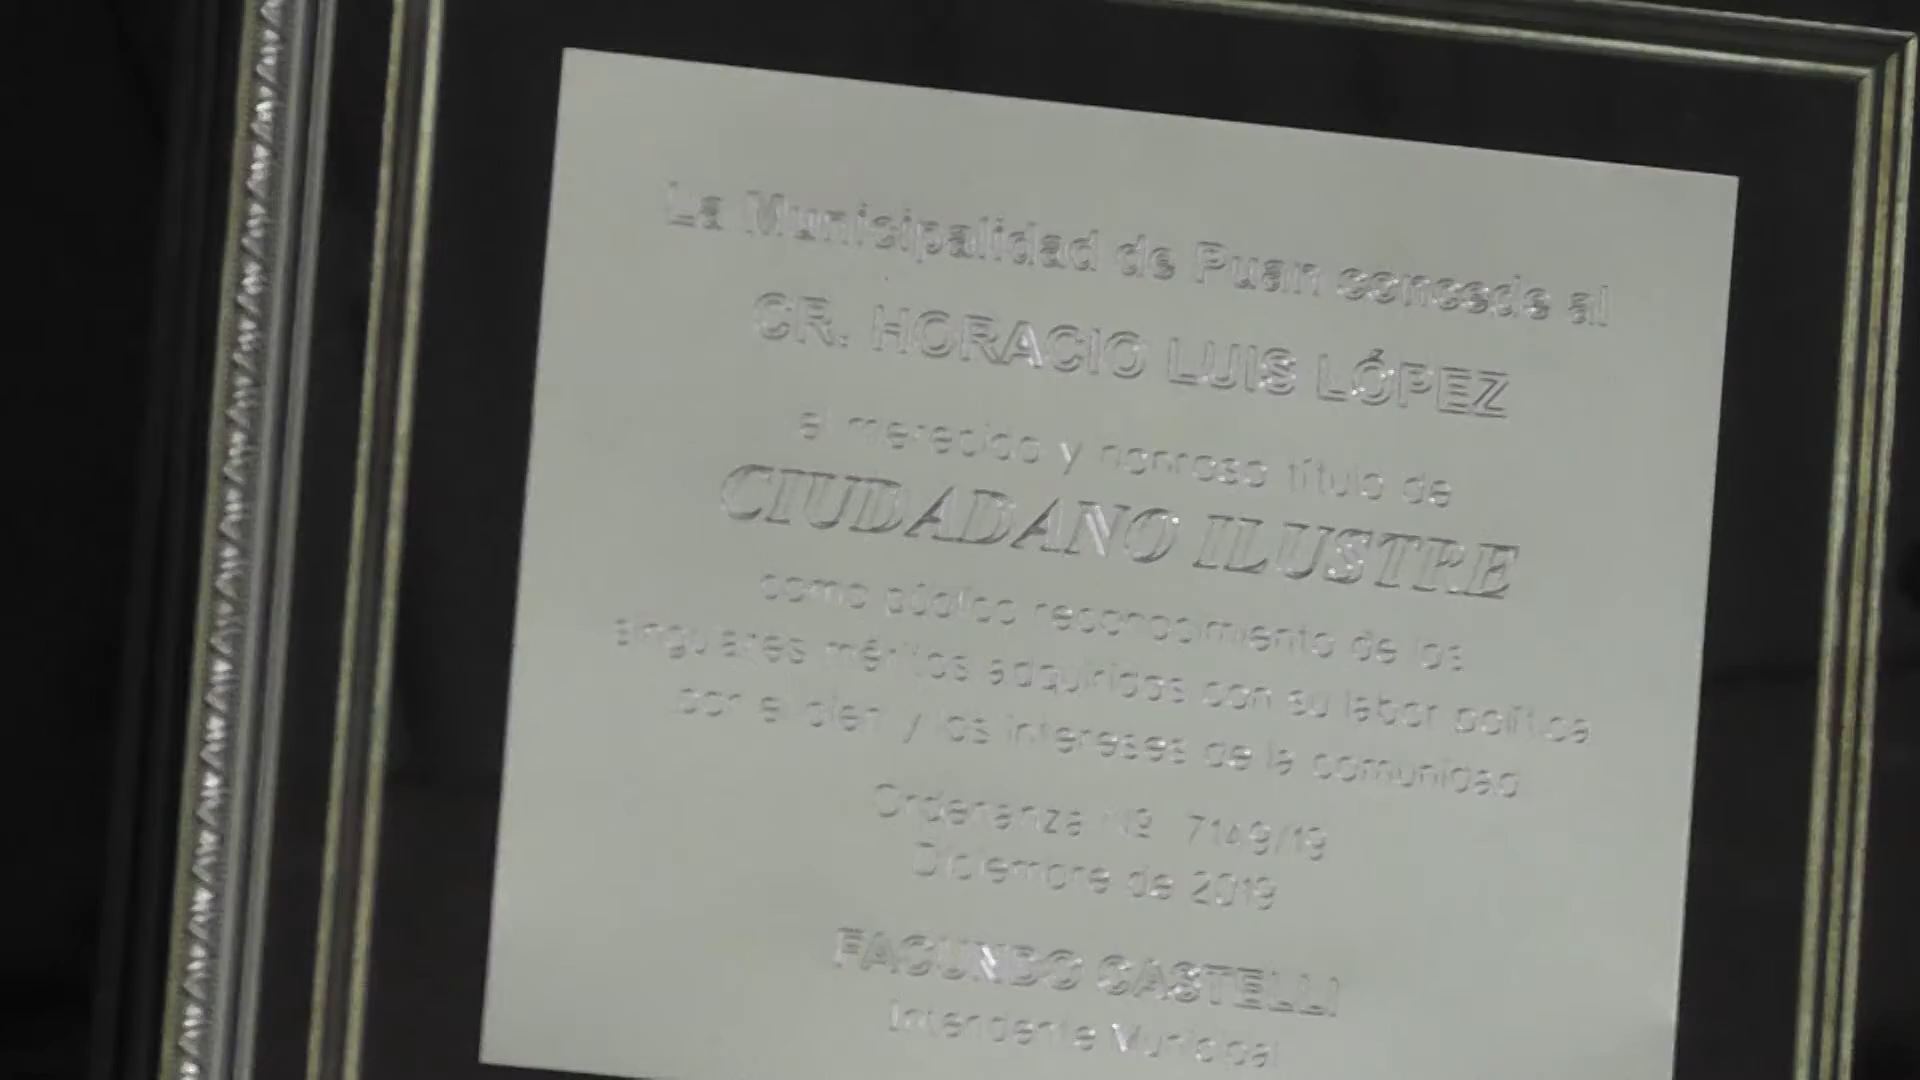 La Municipalidad de Puan concede al
CR. HORACIO LUIS LÓPEZ
el merecido y honroso título de
CIUDADANO ILUSTRE
como público reconocimiento de los
singulares méritos adquiridos con su labor política
por el bien y los intereses de la comunidad
Ordenanza Nº 7149/19
Diciembre de 2019
FACUNDO CASTELLI
Intendente Municipal